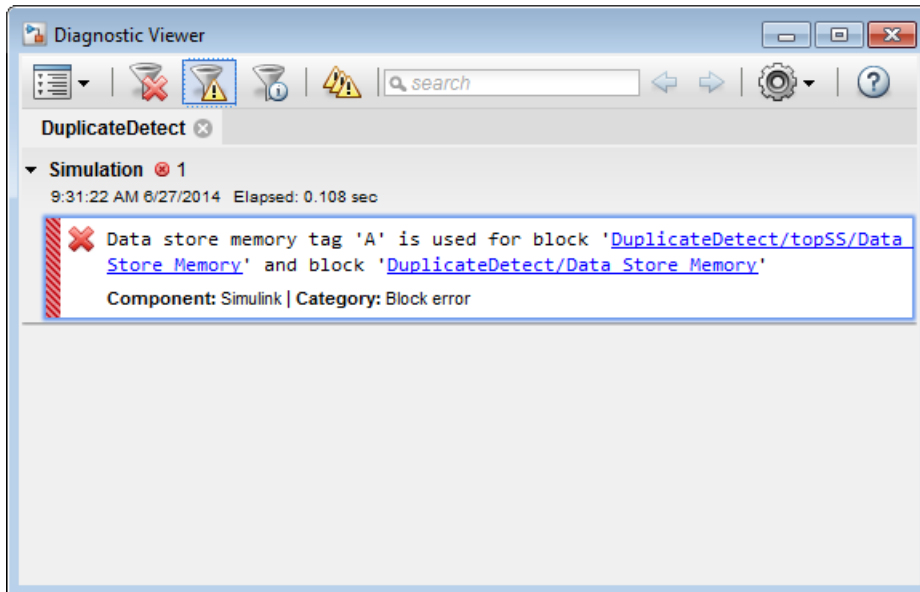 Diagnostic Viewer
search
DuplicateDetect
Simulation 1
9:31:22 AM 6/27/2014 Elapsed: 0.108 sec
Data store memory tag 'A' is used for block 'DuplicateDetect/topSS/Data
Store Memory' and block 'DuplicateDetect/Data Store Memory'
Component: Simulink | Category: Block error